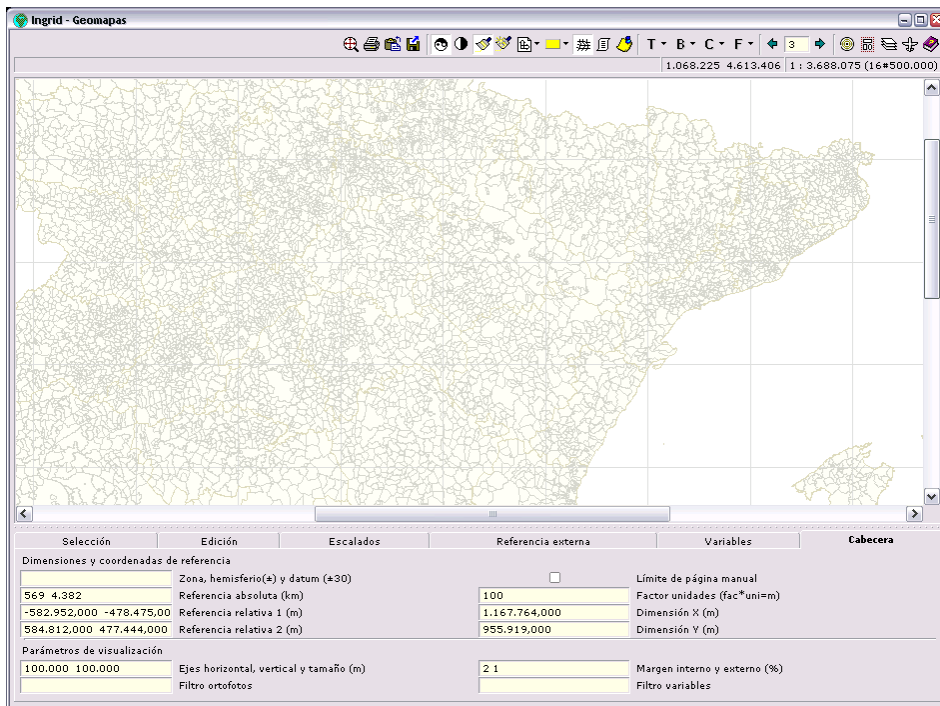 Ingrid - Geomapas
T B C F 3
1.068.225 4.613.406 1 : 3.688.075 (16#500.000)
Selección Edición Escalados Referencia externa Variables Cabecera
Dimensiones y coordenadas de referencia
Zona, hemisferio(±) y datum (±30) Límite de página manual
569 4.382 Referencia absoluta (km) 100 Factor unidades (fac*uni=m)
-582.952,000 -478.475,00 Referencia relativa 1 (m) 1.167.764,000 Dimensión X (m)
584.812,000 477.444,000 Referencia relativa 2 (m) 955.919,000 Dimensión Y (m)
Parámetros de visualización
100.000 100.000 Ejes horizontal, vertical y tamaño (m) 2 1 Margen interno y externo (%)
Filtro ortofotos Filtro variables